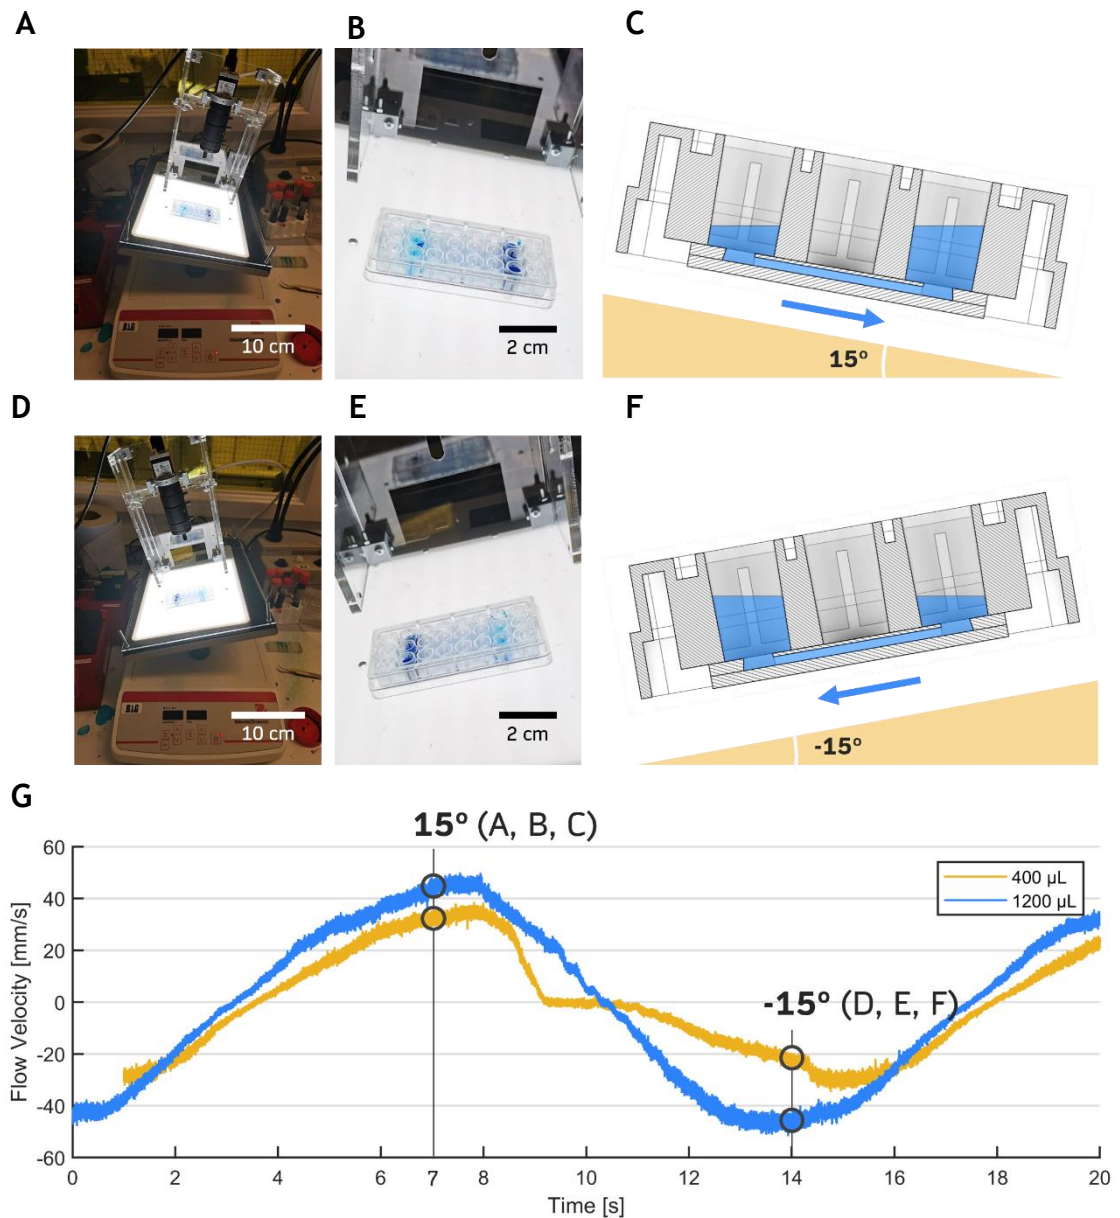 A
B
C
10 cm
2 cm
15°
D
E
F
10 cm
2 cm
-15°
G
15° (A, B, C)
-15° (D, E, F)
400 µL
1200 µL
Flow Velocity [mm/s]
60
40
20
0
-20
-40
-60
0 2 4 6 7 8 10 12 14 16 18 20
Time [s]